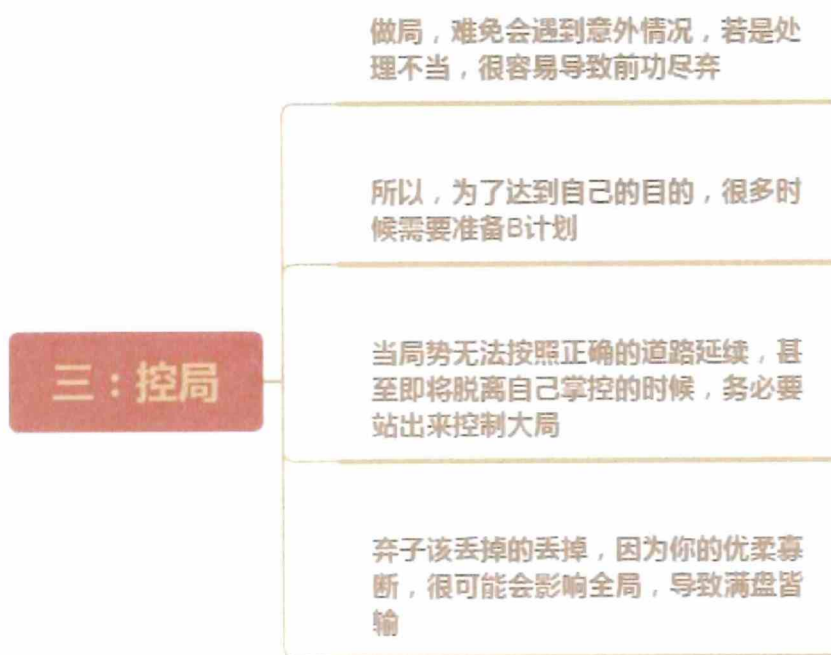 做局，难免会遇到意外情况，若是处
理不当，很容易导致前功尽弃
所以，为了达到自己的目的，很多时
候需要准备B计划
三：控局
当局势无法按照正确的道路延续，甚
至即将脱离自己掌控的时候，务必要
站出来控制大局
弃子该丢掉的丢掉，因为你的优柔寡
断，很可能会影响全局，导致满盘皆
输